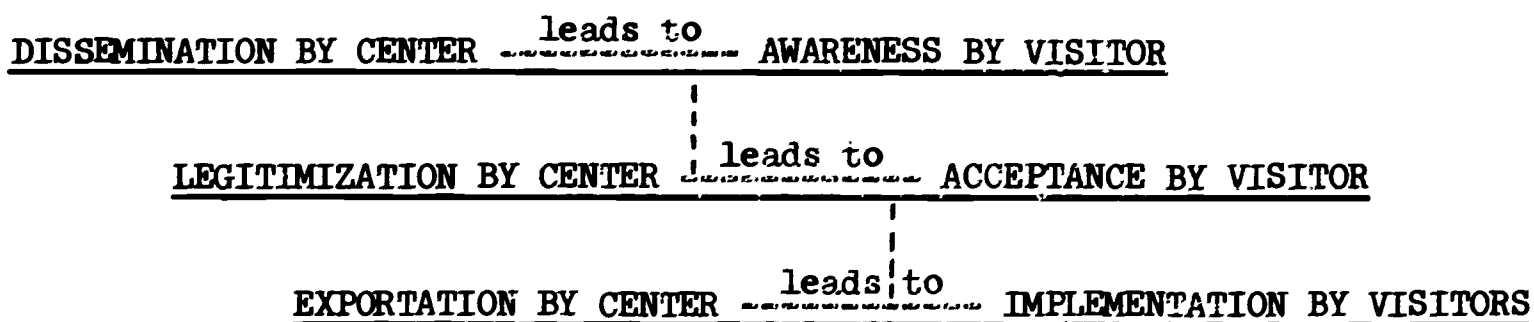 DISSEMINATION BY CENTER leads to AWARENESS BY VISITOR
LEGITIMIZATION BY CENTER leads to ACCEPTANCE BY VISITOR
EXPORTATION BY CENTER leads to IMPLEMENTATION BY VISITORS